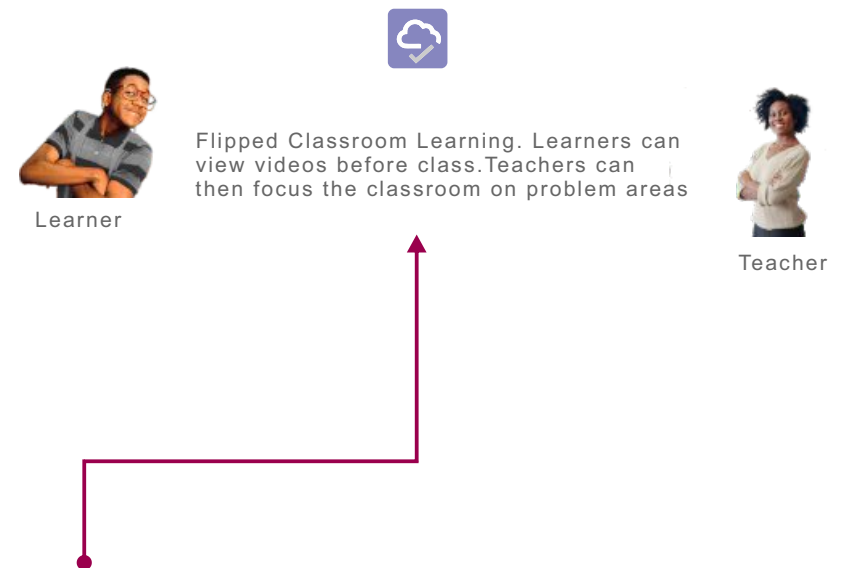 Flipped Classroom Learning. Learners can
view videos before class.Teachers can
then focus the classroom on problem areas
Learner
Teacher